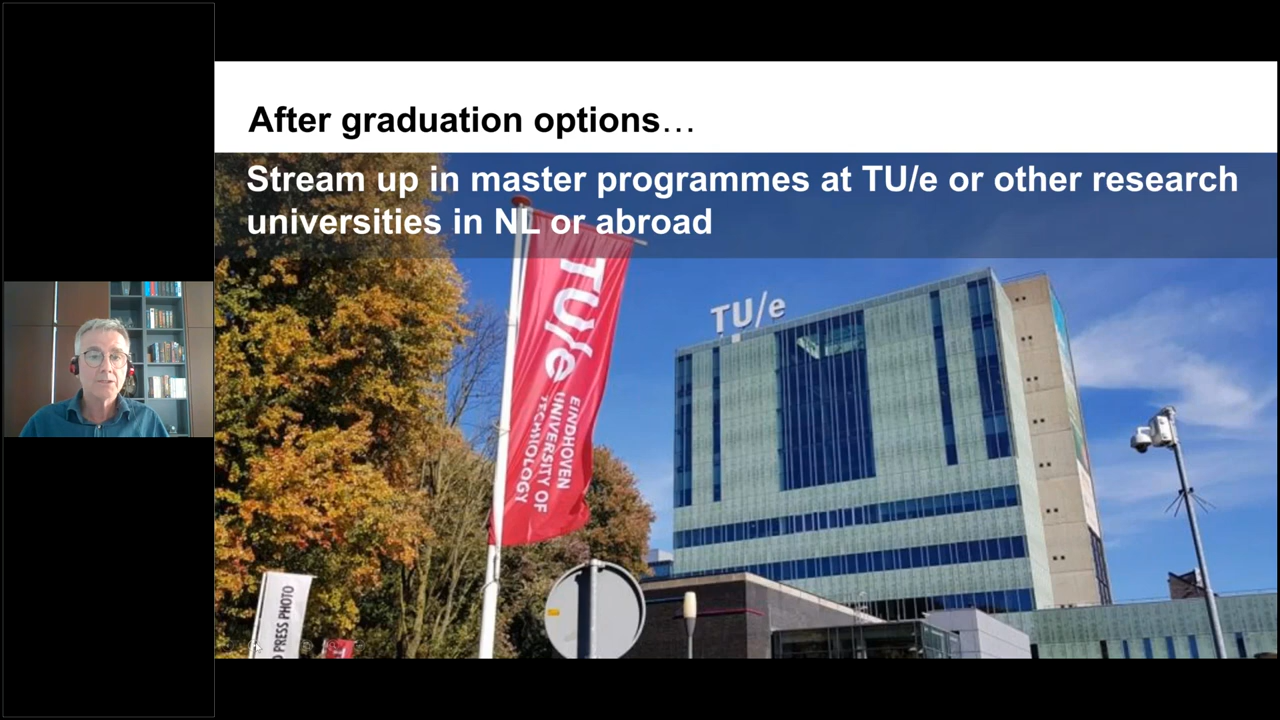 After graduation options…
Stream up in master programmes at TU/e or other research
universities in NL or abroad
TU/e
EINDHOVEN
UNIVERSITY OF
TECHNOLOGY
TU/e
PRESS PHOTO